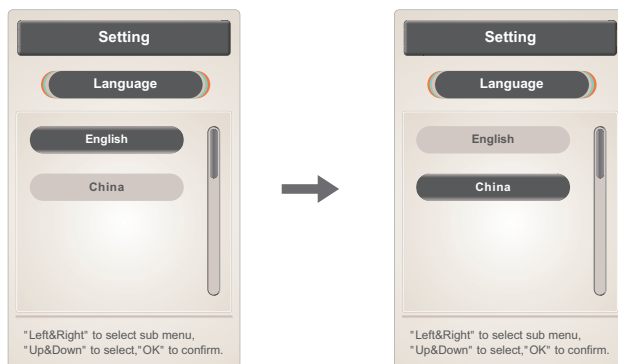 Setting
Language
English
China
"Left&Right" to select sub menu,
"Up&Down" to select,"OK" to confirm.
Setting
Language
English
China
"Left&Right" to select sub menu,
"Up&Down" to select,"OK" to confirm.